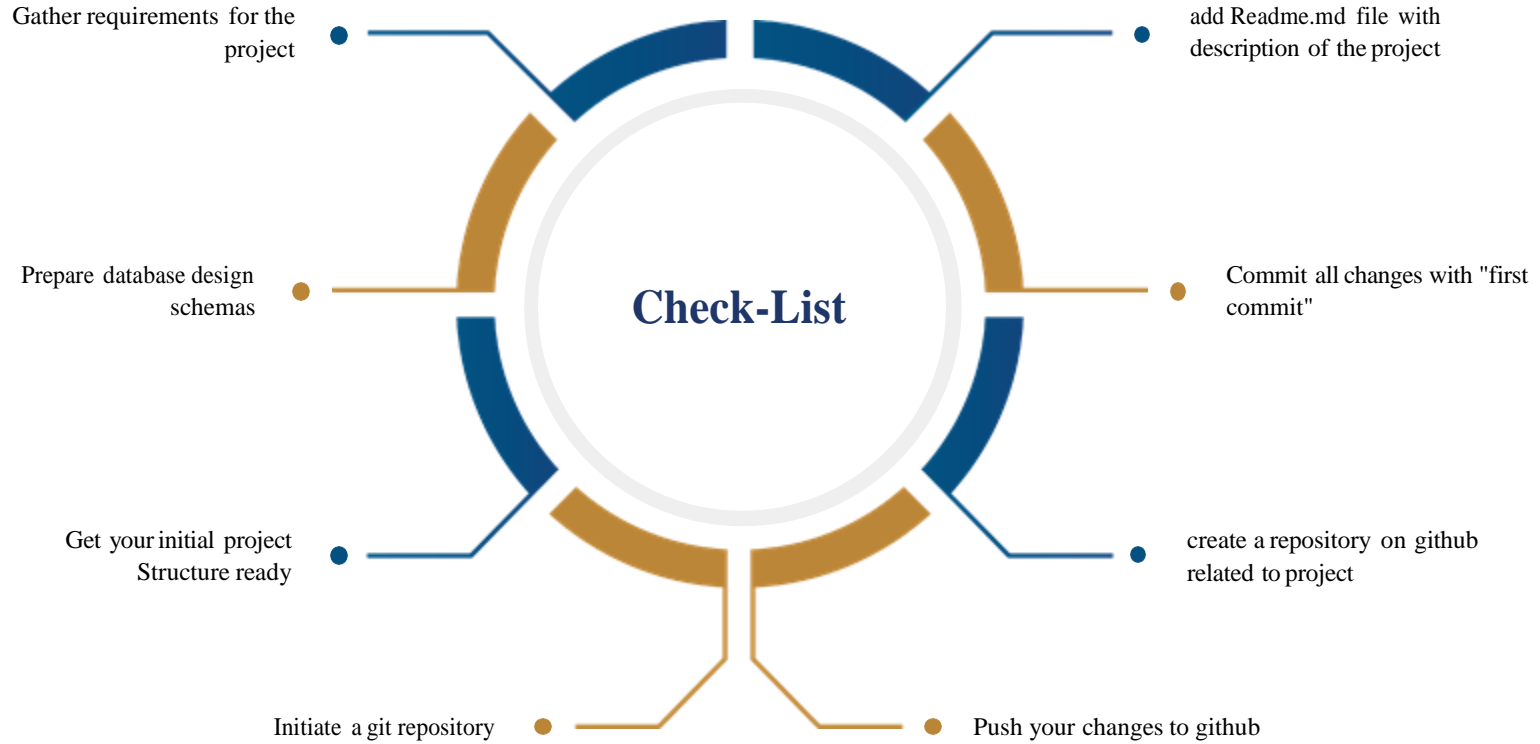 Gather requirements for the
project
Prepare database design
schemas
Get your initial project
Structure ready
Initiate a git repository
Check-List
add Readme.md file with
description of the project
Commit all changes with "first
commit"
create a repository on github
related to project
Push your changes to github